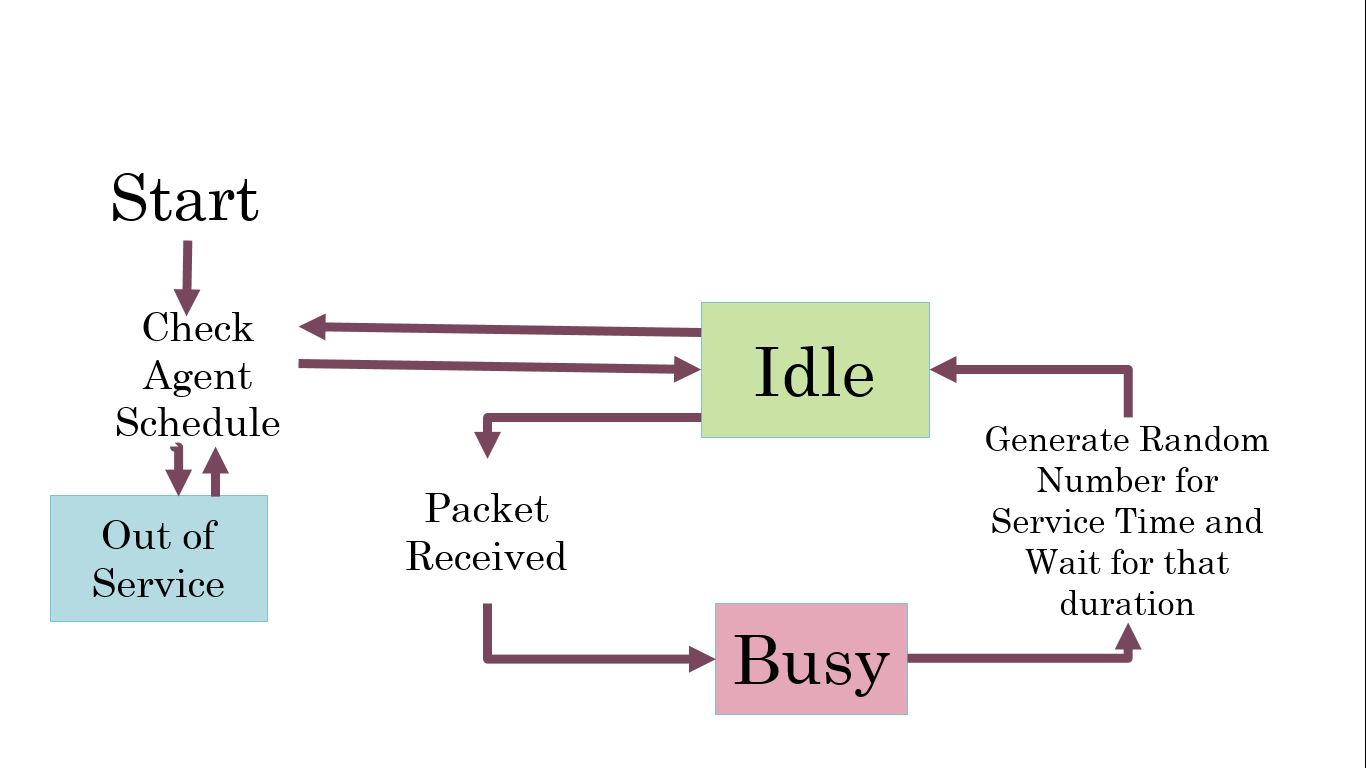 Start
Check
Agent
Schedule
Out of
Service
Idle
Packet
Received
Busy
Generate Random
Number for
Service Time and
Wait for that
duration